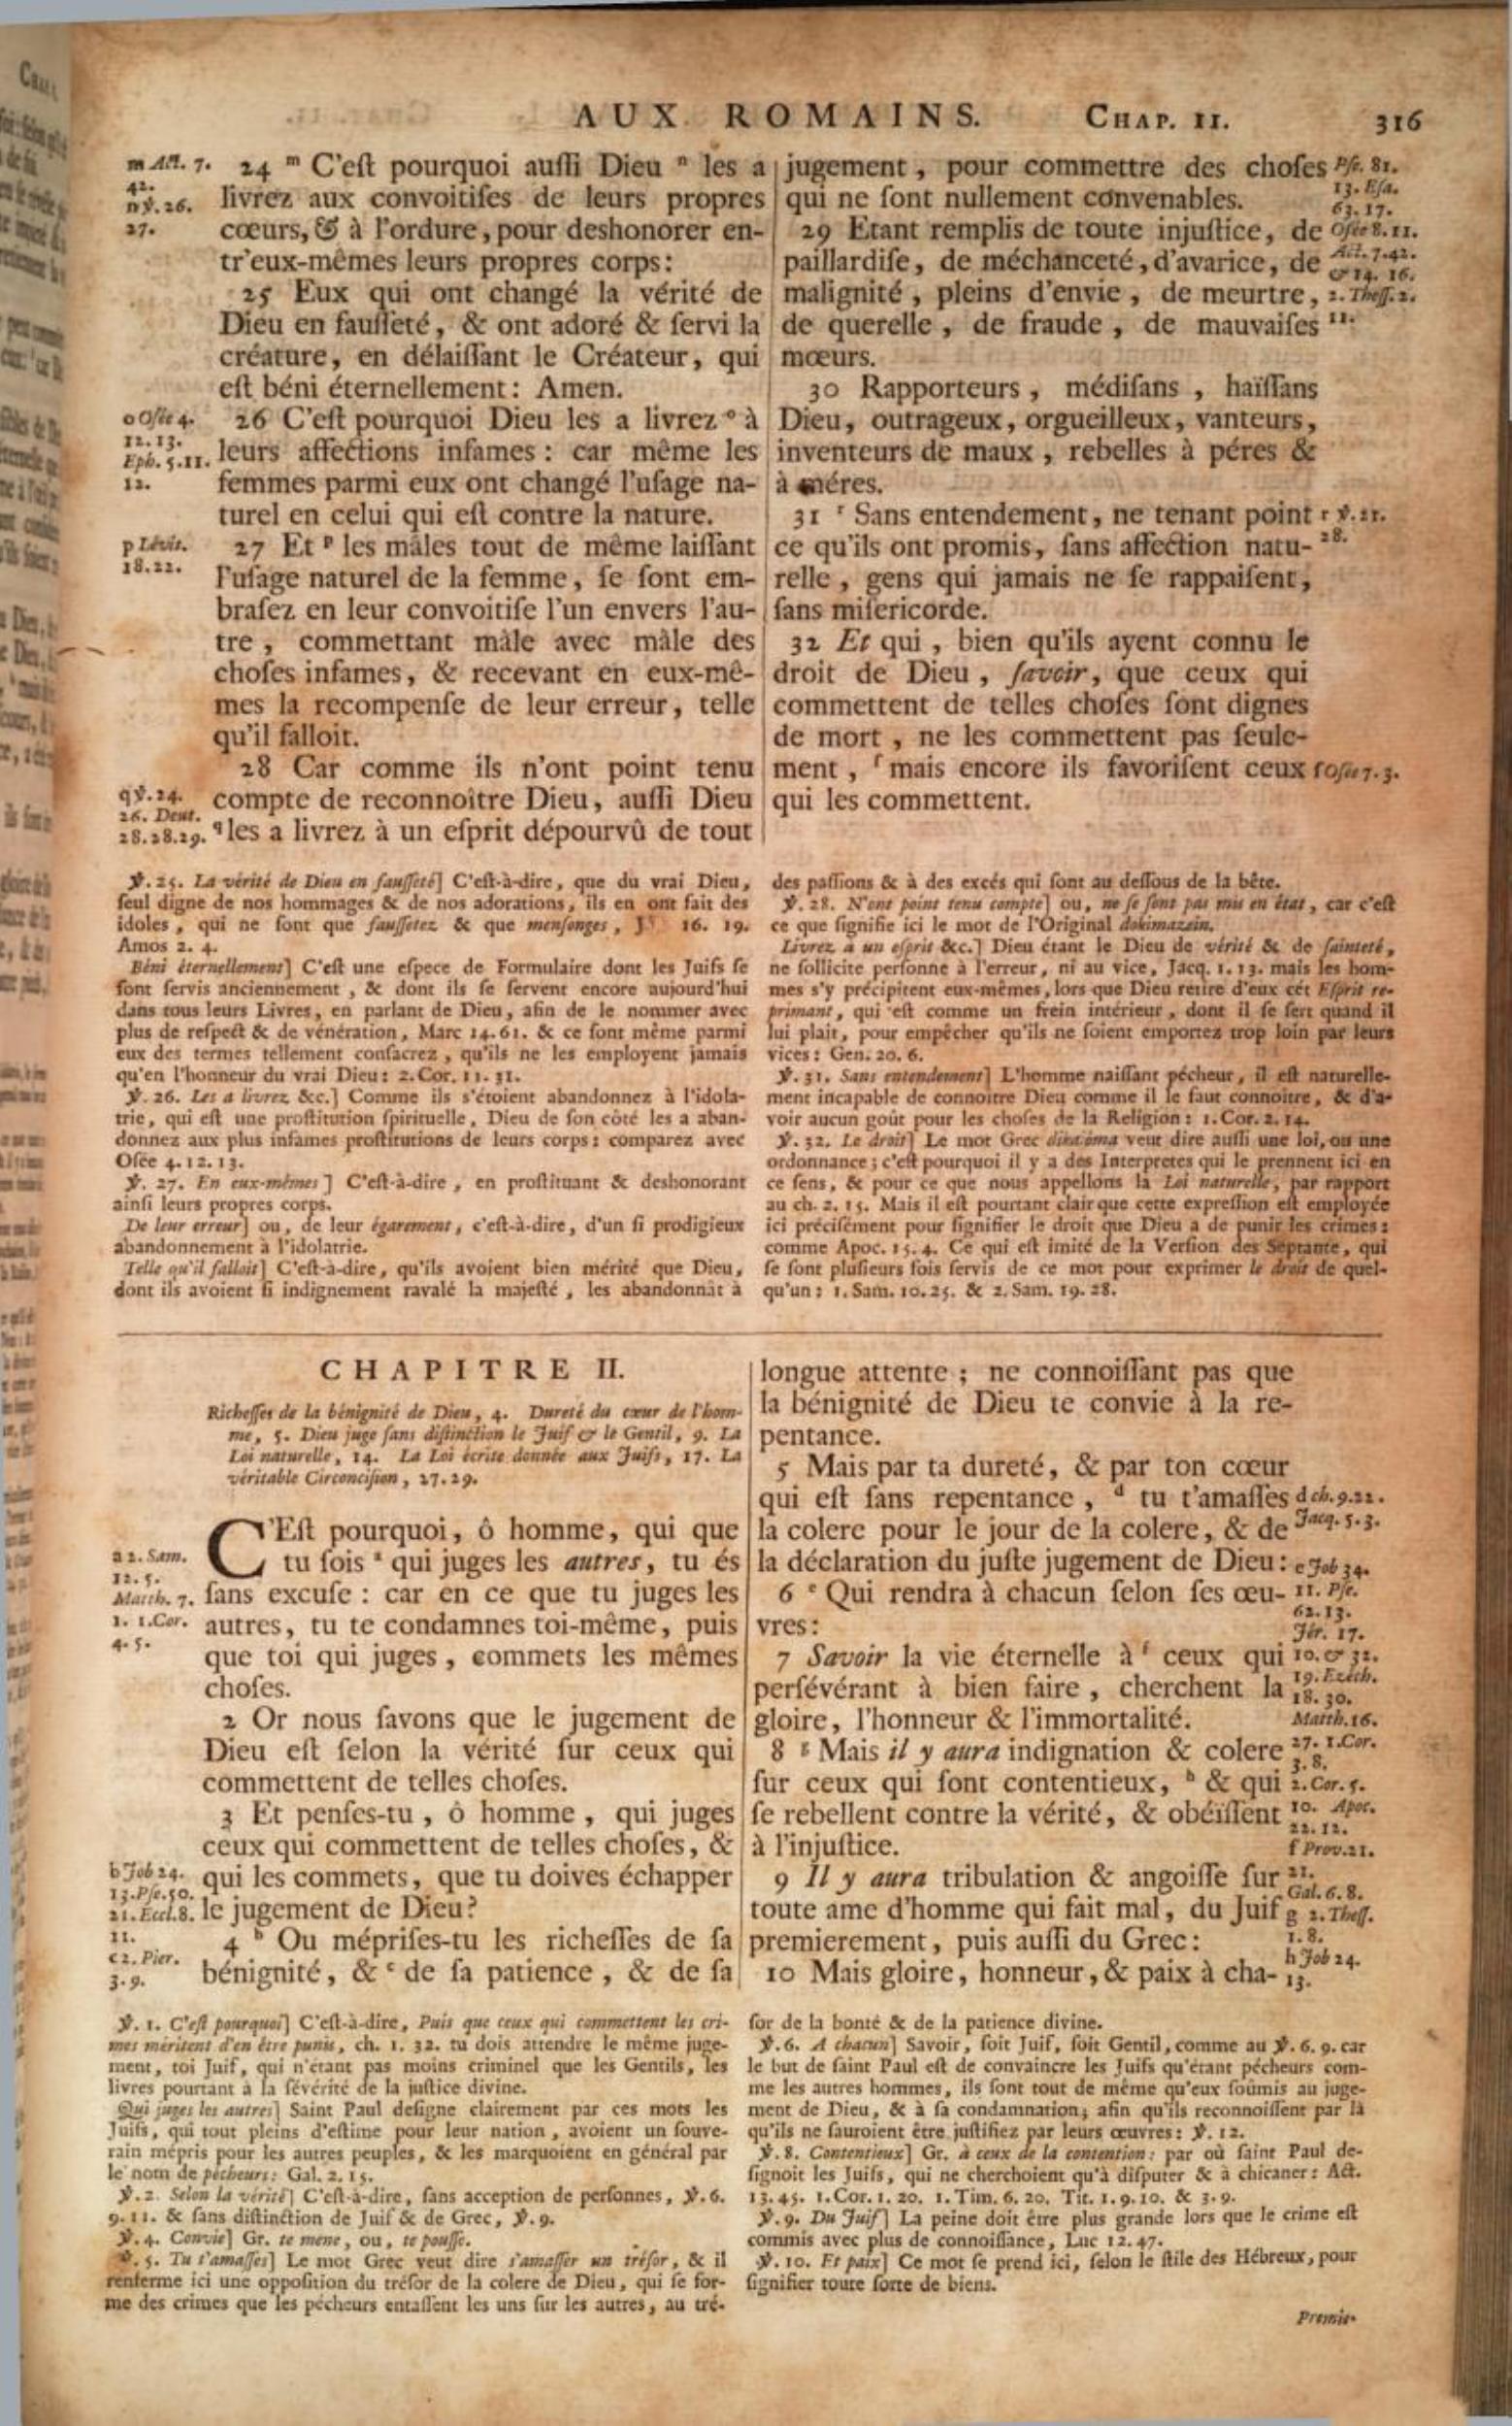 AUX ROMAINS. CHAP. II. 316
m Act. 7.
42.
n ℣. 26.
27.
24 m C'eſt pourquoi auſſi Dieu n les a
livrez aux convoitiſes de leurs propres
cœurs, & à l'ordure, pour deshonorer en-
tr'eux-mêmes leurs propres corps:
25 Eux qui ont changé la vérité de
Dieu en fauſſeté, & ont adoré & ſervi la
créature, en délaiſſant le Créateur, qui
eſt béni éternellement: Amen.
o Oſée 4.
12. 13.
Eph. 5. 11.
12.
26 C'eſt pourquoi Dieu les a livrez o à
leurs affections infames: car même les
femmes parmi eux ont changé l'uſage na-
turel en celui qui eſt contre la nature.
p Lévit.
18. 22.
27 Et p les mâles tout de même laiſſant
l'uſage naturel de la femme, ſe ſont em-
braſez en leur convoitiſe l'un envers l'au-
tre, commettant mâle avec mâle des
choſes infames, & recevant en eux-mê-
mes la recompenſe de leur erreur, telle
qu'il falloit.
28 Car comme ils n'ont point tenu
q ℣. 24.
26. Deut.
28. 28. 29.
compte de reconnoître Dieu, auſſi Dieu
q les a livrez à un eſprit dépourvû de tout
jugement, pour commettre des choſes
qui ne ſont nullement convenables.
Pſe. 81.
13. Eſa.
63. 17.
Oſée 8. 11.
Act. 7. 42.
& 14. 16.
2. Theſſ. 2.
11.
29 Etant remplis de toute injuſtice, de
paillardiſe, de méchanceté, d'avarice, de
malignité, pleins d'envie, de meurtre,
de querelle, de fraude, de mauvaiſes
mœurs.
30 Rapporteurs, médiſans, haïſſans
Dieu, outrageux, orgueilleux, vanteurs,
inventeurs de maux, rebelles à péres &
à méres.
31 r Sans entendement, ne tenant point
r ℣. 21.
28.
ce qu'ils ont promis, ſans affection natu-
relle, gens qui jamais ne ſe rappaiſent,
ſans miſericorde.
32 Et qui, bien qu'ils ayent connu le
droit de Dieu, ſavoir, que ceux qui
commettent de telles choſes ſont dignes
de mort, ne les commettent pas ſeule-
ment, ſ mais encore ils favoriſent ceux
ſ Oſée 7. 3.
qui les commettent.
℣. 25. La vérité de Dieu en fauſſeté] C'eſt-à-dire, que du vrai Dieu,
ſeul digne de nos hommages & de nos adorations, ils en ont fait des
idoles, qui ne ſont que fauſſetez & que menſonges, 16. 19.
Amos 2. 4.
Béni éternellement] C'eſt une eſpece de Formulaire dont les Juifs ſe
ſont ſervis anciennement, & dont ils ſe ſervent encore aujourd'hui
dans tous leurs Livres, en parlant de Dieu, afin de le nommer avec
plus de reſpect & de vénération, Marc 14. 61. & ce ſont même parmi
eux des termes tellement conſacrez, qu'ils ne les employent jamais
qu'en l'honneur du vrai Dieu: 2. Cor. 11. 31.
℣. 26. Les a livrez &c.] Comme ils s'étoient abandonnez à l'idola-
trie, qui eſt une proſtitution ſpirituelle, Dieu de ſon côté les a aban-
donnez aux plus infames proſtitutions de leurs corps: comparez avec
Oſée 4. 12. 13.
℣. 27. En eux-mêmes] C'eſt-à-dire, en proſtituant & deshonorant
ainſi leurs propres corps.
De leur erreur] ou, de leur égarement, c'eſt-à-dire, d'un ſi prodigieux
abandonnement à l'idolatrie.
Telle qu'il falloit] C'eſt-à-dire, qu'ils avoient bien mérité que Dieu,
dont ils avoient ſi indignement ravalé la majeſté, les abandonnât à
des paſſions & à des excés qui ſont au deſſous de la bête.
℣. 28. N'ont point tenu compte] ou, ne ſe ſont pas mis en état, car c'eſt
ce que ſignifie ici le mot de l'Original dokimazein.
Livrez à un eſprit &c.] Dieu étant le Dieu de vérité & de ſainteté,
ne ſollicite perſonne à l'erreur, ni au vice, Jacq. 1. 13. mais les hom-
mes s'y précipitent eux-mêmes, lors que Dieu retire d'eux cét Eſprit re-
primant, qui eſt comme un frein intérieur, dont il ſe ſert quand il
lui plait, pour empêcher qu'ils ne ſoient emportez trop loin par leurs
vices: Gen. 20. 6.
℣. 31. Sans entendement] L'homme naiſſant pécheur, il eſt naturelle-
ment incapable de connoitre Dieu comme il le faut connoitre, & d'a-
voir aucun goût pour les choſes de la Religion: 1. Cor. 2. 14.
℣. 32. Le droit] Le mot Grec dikaioma veut dire auſſi une loi, ou une
ordonnance; c'eſt pourquoi il y a des Interpretes qui le prennent ici en
ce ſens, & pour ce que nous appellons la Loi naturelle, par rapport
au ch. 2. 15. Mais il eſt pourtant clair que cette expreſſion eſt employée
ici préciſément pour ſignifier le droit que Dieu a de punir les crimes:
comme Apoc. 15. 4. Ce qui eſt imité de la Verſion des Septante, qui
ſe ſont pluſieurs fois ſervis de ce mot pour exprimer le droit de quel-
qu'un: 1. Sam. 10. 25. & 2. Sam. 19. 28.
CHAPITRE II.
Richeſſes de la bénignité de Dieu, 4. Dureté du cœur de l'hom-
me, 5. Dieu juge ſans diſtinction le Juif & le Gentil, 9. La
Loi naturelle, 14. La Loi écrite donnée aux Juifs, 17. La
véritable Circonciſion, 27. 29.
C'Eſt pourquoi, ô homme, qui que
tu ſois a qui juges les autres, tu és
a 2. Sam.
12. 5.
Matth. 7.
1. 1. Cor.
4. 5.
ſans excuſe: car en ce que tu juges les
autres, tu te condamnes toi-même, puis
que toi qui juges, commets les mêmes
choſes.
2 Or nous ſavons que le jugement de
Dieu eſt ſelon la vérité ſur ceux qui
commettent de telles choſes.
3 Et penſes-tu, ô homme, qui juges
ceux qui commettent de telles choſes, &
b Job 24.
13. Pſe. 50.
21. Eccl. 8.
11.
c 2. Pier.
3. 9.
qui les commets, que tu doives échapper
le jugement de Dieu?
4 b Ou mépriſes-tu les richeſſes de ſa
bénignité, & c de ſa patience, & de ſa
longue attente; ne connoiſſant pas que
la bénignité de Dieu te convie à la re-
pentance.
5 Mais par ta dureté, & par ton cœur
qui eſt ſans repentance, d tu t'amaſſes
d ch. 9. 22.
Jacq. 5. 3.
la colere pour le jour de la colere, & de
la déclaration du juſte jugement de Dieu:
e Job 34.
11. Pſe.
62. 13.
Jér. 17.
10. & 32.
19. Ezéch.
18. 30.
Matth. 16.
27. 1. Cor.
3. 8.
2. Cor. 5.
10. Apoc.
22. 12.
6 e Qui rendra à chacun ſelon ſes œu-
vres:
7 Savoir la vie éternelle à f ceux qui
perſévérant à bien faire, cherchent la
gloire, l'honneur & l'immortalité.
8 g Mais il y aura indignation & colere
ſur ceux qui ſont contentieux, h & qui
ſe rebellent contre la vérité, & obéïſſent
à l'injuſtice.
f Prov. 21.
21.
Gal. 6. 8.
g 2. Theſſ.
1. 8.
h Job 24.
13.
9 Il y aura tribulation & angoiſſe ſur
toute ame d'homme qui fait mal, du Juif
premierement, puis auſſi du Grec:
10 Mais gloire, honneur, & paix à cha-
℣. 1. C'eſt pourquoi] C'eſt-à-dire, Puis que ceux qui commettent les cri-
mes méritent d'en être punis, ch. 1. 32. tu dois attendre le même juge-
ment, toi Juif, qui n'étant pas moins criminel que les Gentils, les
livres pourtant à la ſévérité de la juſtice divine.
Qui juges les autres] Saint Paul deſigne clairement par ces mots les
Juifs, qui tout pleins d'eſtime pour leur nation, avoient un ſouve-
rain mépris pour les autres peuples, & les marquoient en général par
le nom de pécheurs: Gal. 2. 15.
℣. 2. Selon la vérité] C'eſt-à-dire, ſans acception de perſonnes, ℣. 6.
9. 11. & ſans diſtinction de Juif & de Grec, ℣. 9.
℣. 4. Convie] Gr. te mene, ou, te pouſſe.
℣. 5. Tu t'amaſſes] Le mot Grec veut dire s'amaſſer un tréſor, & il
renferme ici une oppoſition du tréſor de la colere de Dieu, qui ſe for-
me des crimes que les pécheurs entaſſent les uns ſur les autres, au tré-
ſor de la bonté & de la patience divine.
℣. 6. A chacun] Savoir, ſoit Juif, ſoit Gentil, comme au ℣. 6. 9. car
le but de ſaint Paul eſt de convaincre les Juifs qu'étant pécheurs com-
me les autres hommes, ils ſont tout de même qu'eux ſoûmis au juge-
ment de Dieu, & à ſa condamnation; afin qu'ils reconnoiſſent par là
qu'ils ne ſauroient être juſtifiez par leurs œuvres: ℣. 12.
℣. 8. Contentieux] Gr. à ceux de la contention: par où ſaint Paul de-
ſignoit les Juifs, qui ne cherchoient qu'à diſputer & à chicaner: Act.
13. 45. 1. Cor. 1. 20. 1. Tim. 6. 20. Tit. 1. 9. 10. & 3. 9.
℣. 9. Du Juif] La peine doit être plus grande lors que le crime eſt
commis avec plus de connoiſſance, Luc 12. 47.
℣. 10. Et paix] Ce mot ſe prend ici, ſelon le ſtile des Hébreux, pour
ſignifier toute ſorte de biens.
Premie-